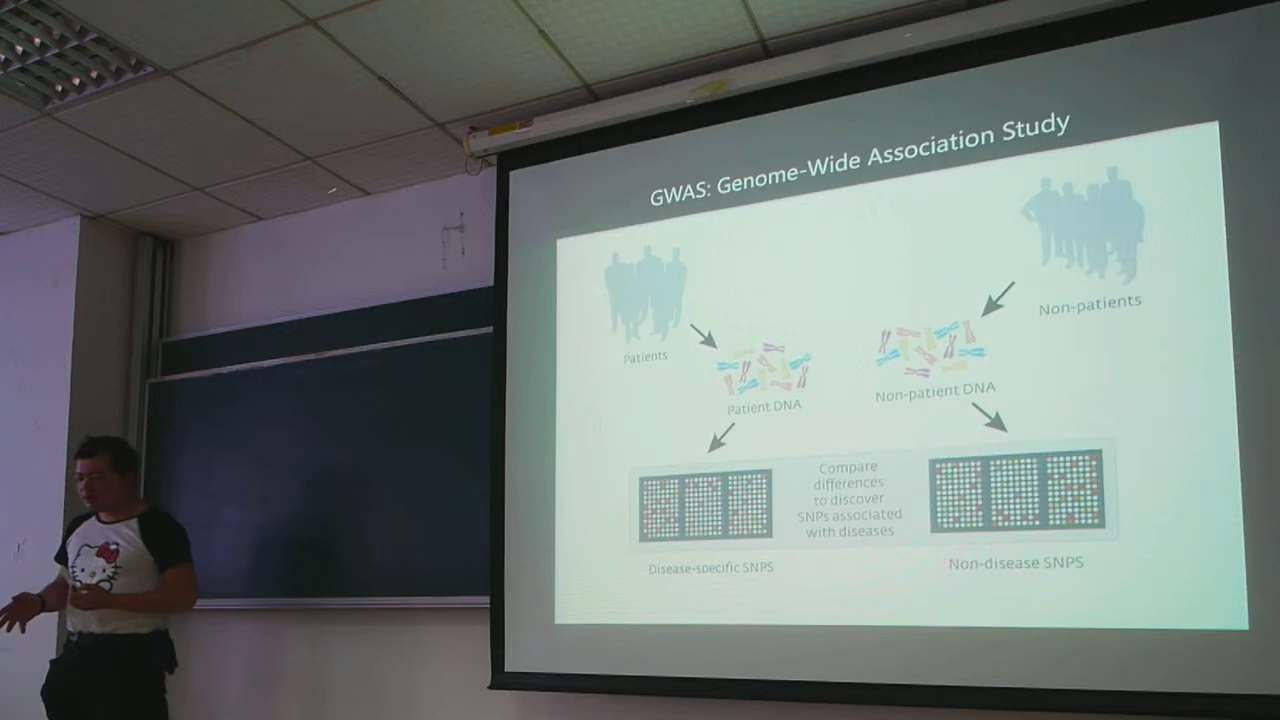 GWAS: Genome-Wide Association Study
Patients
Non-patients
Patient DNA
Non-patient DNA
Compare
differences
to discover
SNPs associated
with diseases
Disease-specific SNPS
Non-disease SNPS